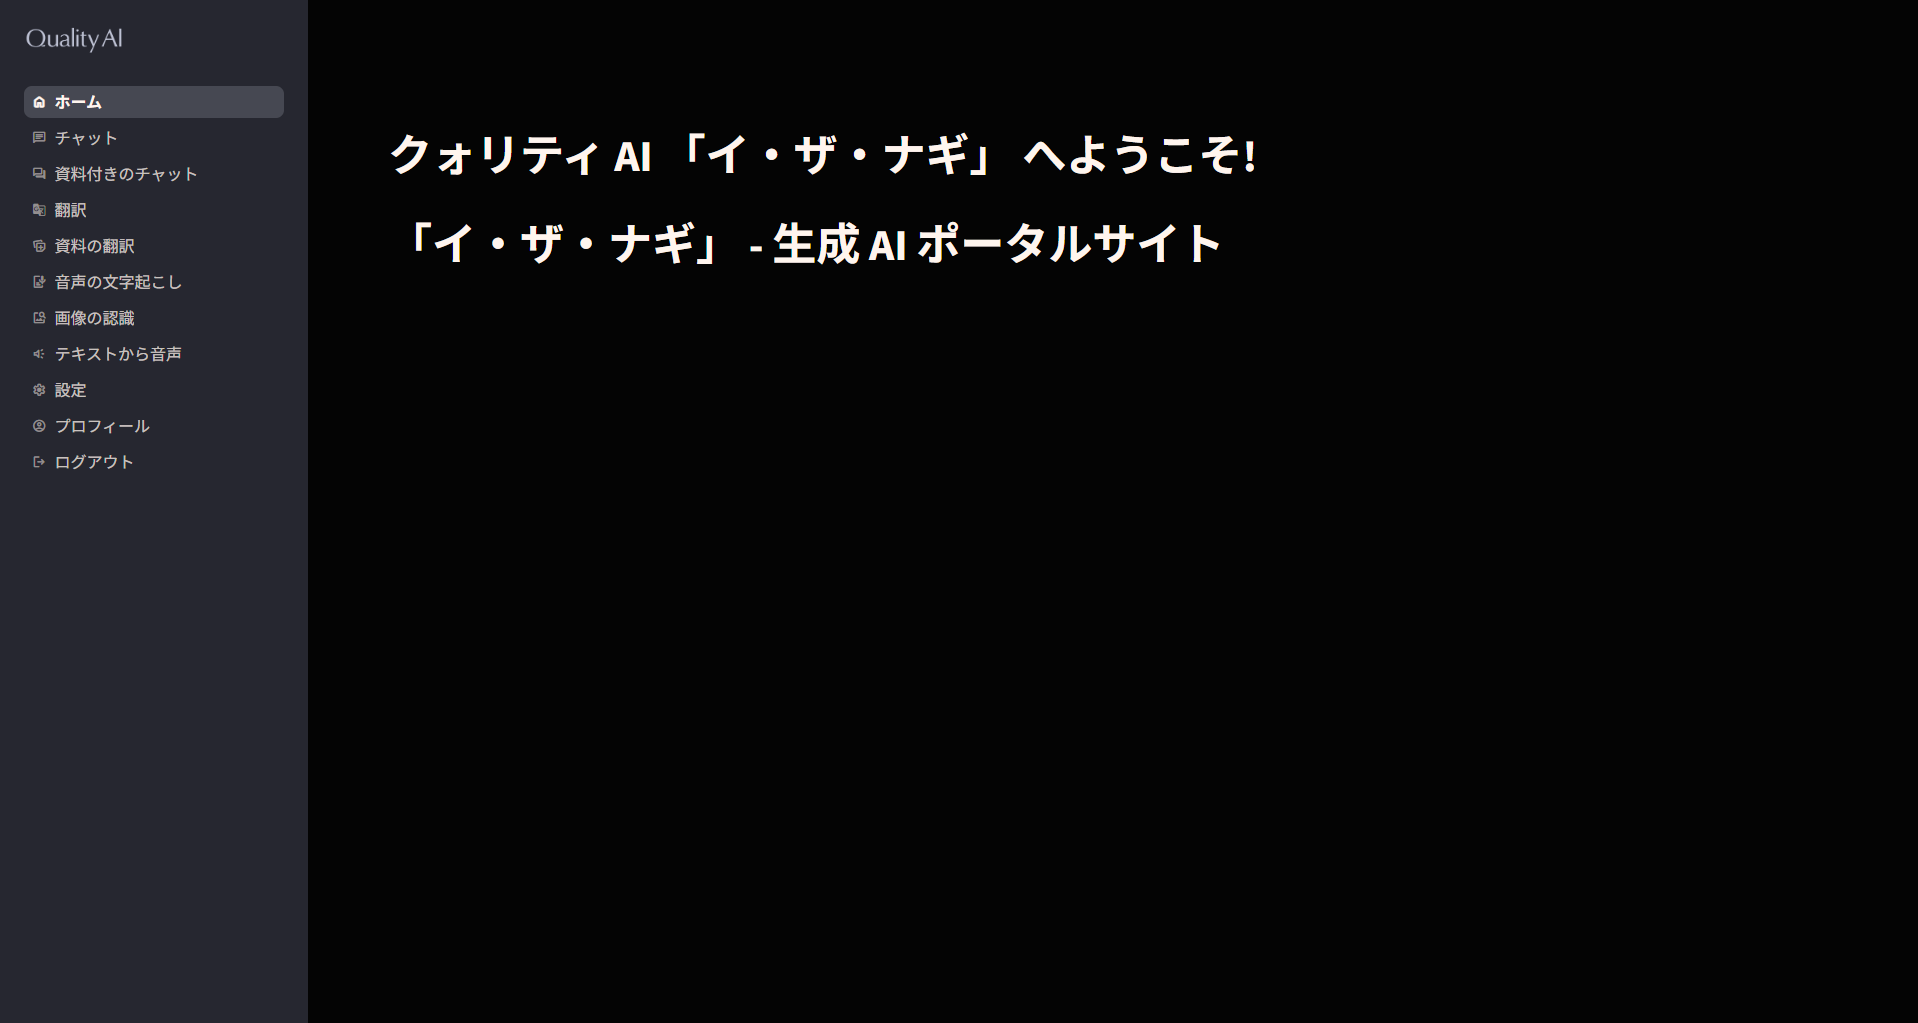 Quality AI
ホーム
チャット
資料付きのチャット
翻訳
資料の翻訳
音声の文字起こし
画像の認識
テキストから音声
設定
プロフィール
ログアウト
クォリティ AI 「イ・ザ・ナギ」 へようこそ!
「イ・ザ・ナギ」 - 生成 AI ポータルサイト